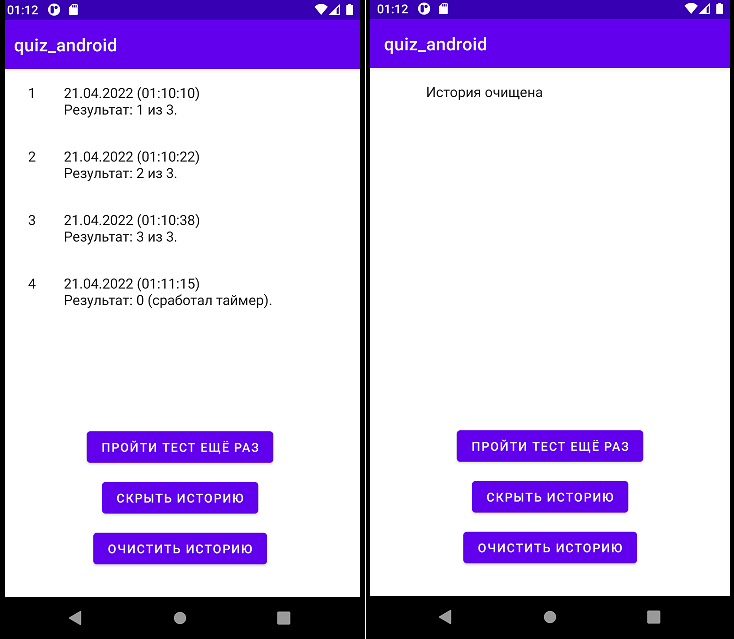 01:12
quiz_android
1
21.04.2022 (01:10:10)
Результат: 1 из 3.
2
21.04.2022 (01:10:22)
Результат: 2 из 3.
3
21.04.2022 (01:10:38)
Результат: 3 из 3.
4
21.04.2022 (01:11:15)
Результат: 0 (сработал таймер).
ПРОЙТИ ТЕСТ ЕЩЁ РАЗ
СКРЫТЬ ИСТОРИЮ
ОЧИСТИТЬ ИСТОРИЮ
01:12
quiz_android
История очищена
ПРОЙТИ ТЕСТ ЕЩЁ РАЗ
СКРЫТЬ ИСТОРИЮ
ОЧИСТИТЬ ИСТОРИЮ